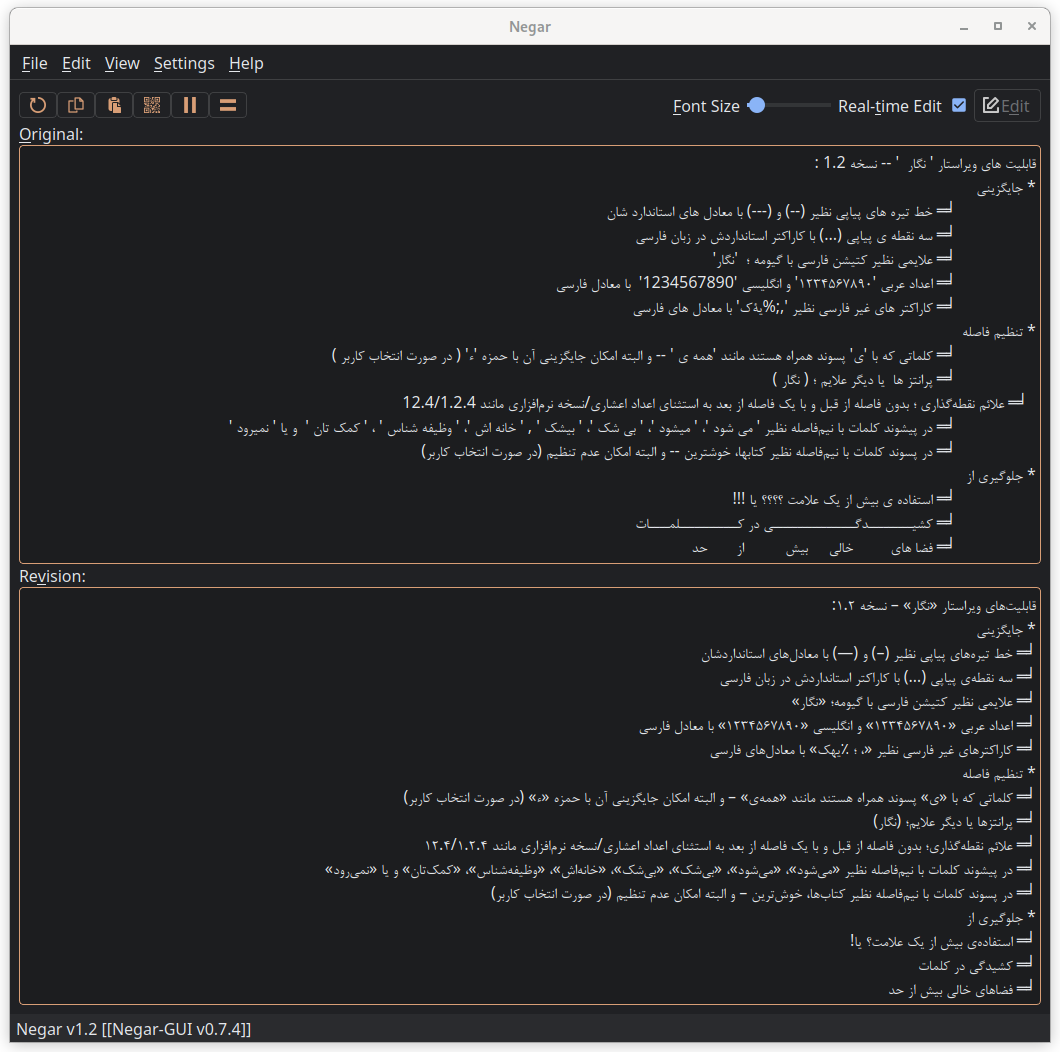 Negar
File Edit View Settings Help
Font Size Real-time Edit Edit
Original:
قابلیت های ویراستار ' نگار ' -- نسخه 1.2 :
* جایگزینی
═╛ خط تیره های پیاپی نظیر (--) و (---) با معادل های استاندارد شان
═╛ سه نقطه ی پیاپی (...) با کاراکتر استانداردش در زبان فارسی
═╛ علایمی نظیر کتیشن فارسی با گیومه ؛ 'نگار'
═╛ اعداد عربی '۱۲۳۴۵۶۷۸۹۰' و انگلیسی '1234567890' با معادل فارسی
═╛ کاراکتر های غیر فارسی نظیر ',;%یۀك' با معادل های فارسی
* تنظیم فاصله
═╛ کلماتی که با 'ی' پسوند همراه هستند مانند 'همه ی ' -- و البته امکان جایگزینی آن با حمزه 'ء' ( در صورت انتخاب کاربر )
═╛ پرانتز ها یا دیگر علایم ؛ ( نگار )
═╛ علائم نقطه‌گذاری ؛ بدون فاصله از قبل و با یک فاصله از بعد به استثنای اعداد اعشاری/نسخه نرم‌افزاری مانند 12.4/1.2.4
═╛ در پیشوند کلمات با نیم‌فاصله نظیر ' می شود '، ' میشود '، ' بی شک '، ' بیشک ' , ' خانه اش '، ' وظیفه شناس '، ' کمک تان ' و یا ' نمیرود '
═╛ در پسوند کلمات با نیم‌فاصله نظیر کتابها، خوشترین -- و البته امکان عدم تنظیم (در صورت انتخاب کاربر)
* جلوگیری از
═╛ استفاده ی بیش از یک علامت ؟؟؟؟ یا !!!
═╛ کشیـــــــدگـــــــــــــی در کــــــــــلمـــــات
═╛ فضا های خالی بیش از حد
Revision:
قابلیت‌های ویراستار «نگار» – نسخه ۱.۲:
* جایگزینی
═╛ خط تیره‌های پیاپی نظیر (–) و (—) با معادل‌های استانداردشان
═╛ سه نقطه‌ی پیاپی (…) با کاراکتر استانداردش در زبان فارسی
═╛ علایمی نظیر کتیشن فارسی با گیومه؛ «نگار»
═╛ اعداد عربی «۱۲۳۴۵۶۷۸۹۰» و انگلیسی «۱۲۳۴۵۶۷۸۹۰» با معادل فارسی
═╛ کاراکترهای غیر فارسی نظیر «، ؛ ٪یهک» با معادل‌های فارسی
* تنظیم فاصله
═╛ کلماتی که با «ی» پسوند همراه هستند مانند «همه‌ی» – و البته امکان جایگزینی آن با حمزه «ء» (در صورت انتخاب کاربر)
═╛ پرانتزها یا دیگر علایم؛ (نگار)
═╛ علائم نقطه‌گذاری؛ بدون فاصله از قبل و با یک فاصله از بعد به استثنای اعداد اعشاری/نسخه نرم‌افزاری مانند ۱۲.۴/۱.۲.۴
═╛ در پیشوند کلمات با نیم‌فاصله نظیر «می‌شود»، «می‌شود»، «بی‌شک»، «بی‌شک»، «خانه‌اش»، «وظیفه‌شناس»، «کمک‌تان» و یا «نمی‌رود»
═╛ در پسوند کلمات با نیم‌فاصله نظیر کتاب‌ها، خوش‌ترین – و البته امکان عدم تنظیم (در صورت انتخاب کاربر)
* جلوگیری از
═╛ استفاده‌ی بیش از یک علامت؟ یا!
═╛ کشیدگی در کلمات
═╛ فضاهای خالی بیش از حد
Negar v1.2 [[Negar-GUI v0.7.4]]